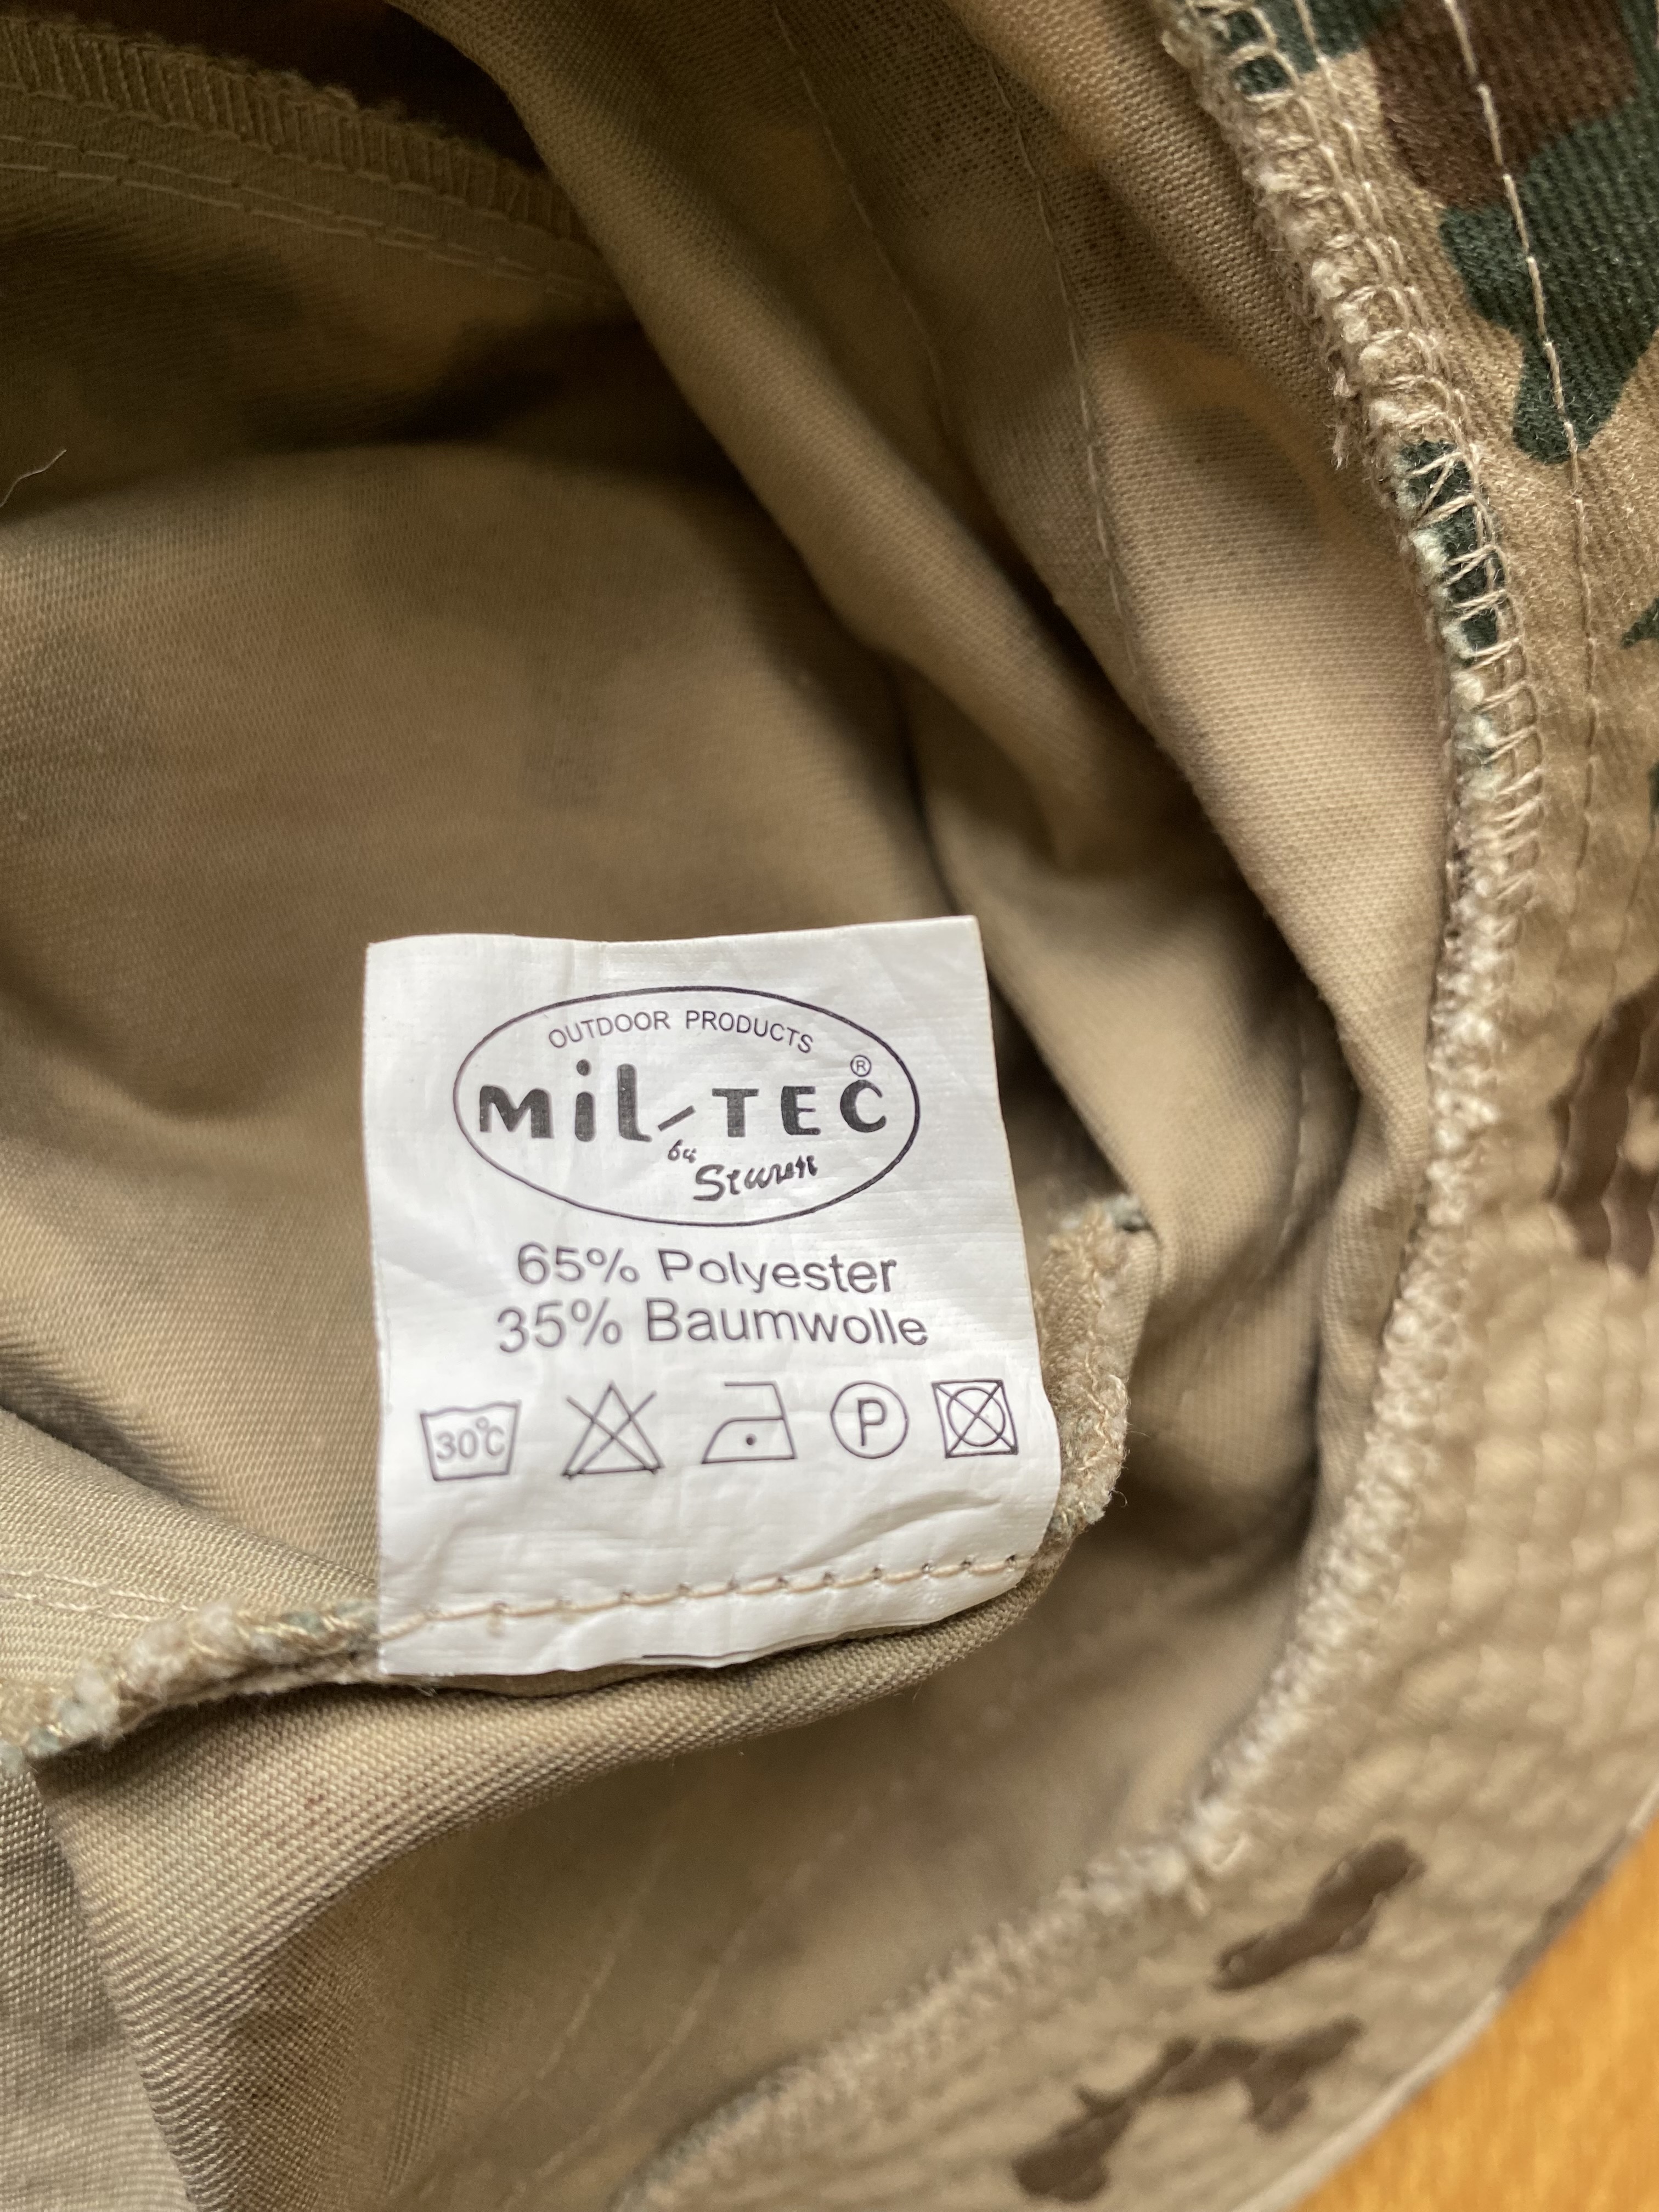 OUTDOOR PRODUCTS
MiL-TEC ®
by Sturm
65% Polyester
35% Baumwolle
30°C P